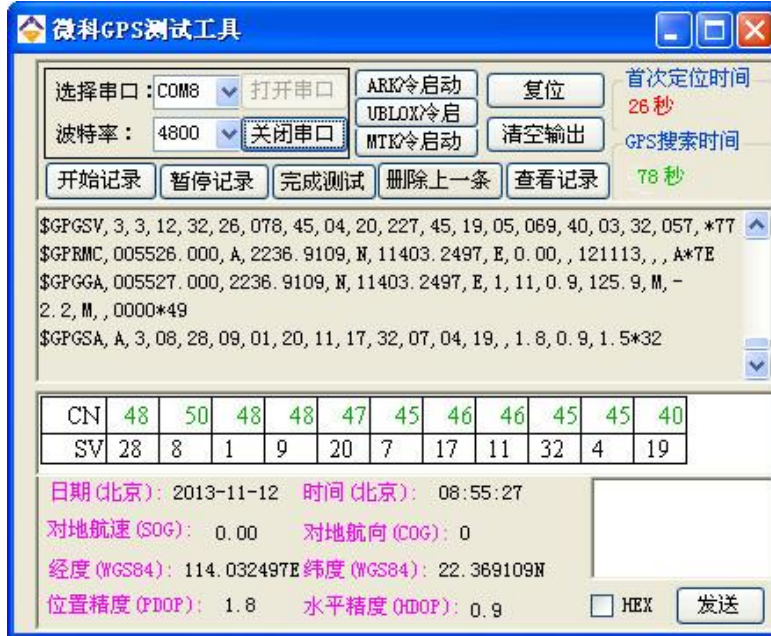 微科GPS测试工具
选择串口:COM8 打开串口 ARK冷启动 复位 首次定位时间
26秒
UBLOX冷启
波特率: 4800 关闭串口 MTK冷启动 清空输出 GPS搜索时间
开始记录 暂停记录 完成测试 删除上一条 查看记录 78秒
$GPGSV, 3, 3, 12, 32, 26, 078, 45, 04, 20, 227, 45, 19, 05, 069, 40, 03, 32, 057, *77
$GPRMC, 005526.000, A, 2236.9109, N, 11403.2497, E, 0.00, , 121113, , , A*7E
$GPGGA, 005527.000, 2236.9109, N, 11403.2497, E, 1, 11, 0.9, 125.9, M, -
2.2, M, , 0000*49
$GPGSA, A, 3, 08, 28, 09, 01, 20, 11, 17, 32, 07, 04, 19, , 1.8, 0.9, 1.5*32
CN 48 50 48 48 47 45 46 46 45 45 40
SV 28 8 1 9 20 7 17 11 32 4 19
日期(北京): 2013-11-12 时间(北京): 08:55:27
对地航速(SOG): 0.00 对地航向(COG): 0
经度(WGS84): 114.032497E 纬度(WGS84): 22.369109N
位置精度(PDOP): 1.8 水平精度(HDOP): 0.9 HEX 发送